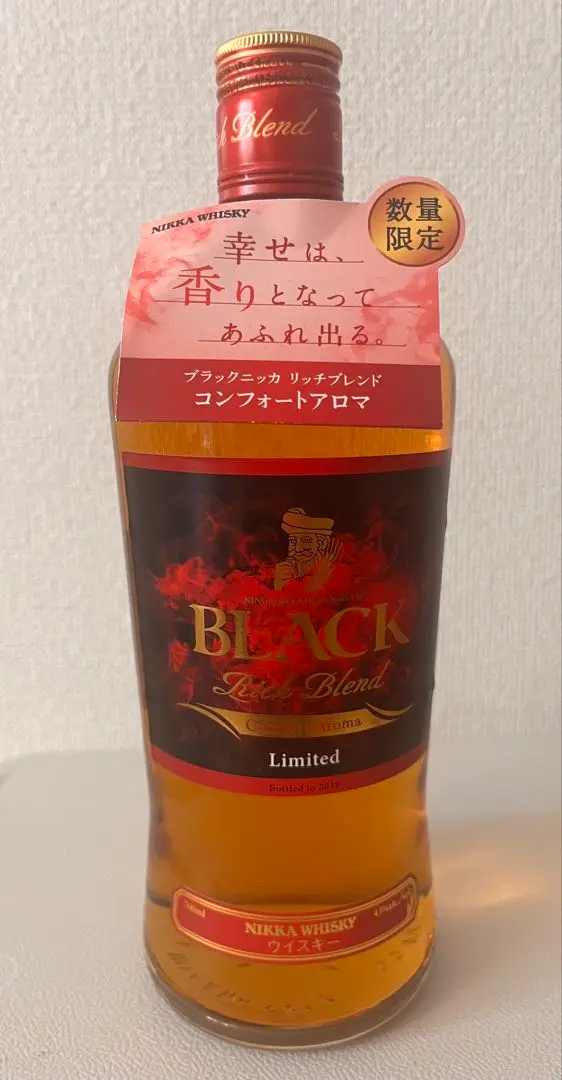 Blend
NIKKA WHISKY
数量
限定
幸せは、
香りとなって
あふれ出る。
ブラックニッカ リッチブレンド
コンフォートアロマ
BLACK
Rich Blend
Aroma
Limited
Bottled in 2019
700ml
NIKKA WHISKY
ウイスキー